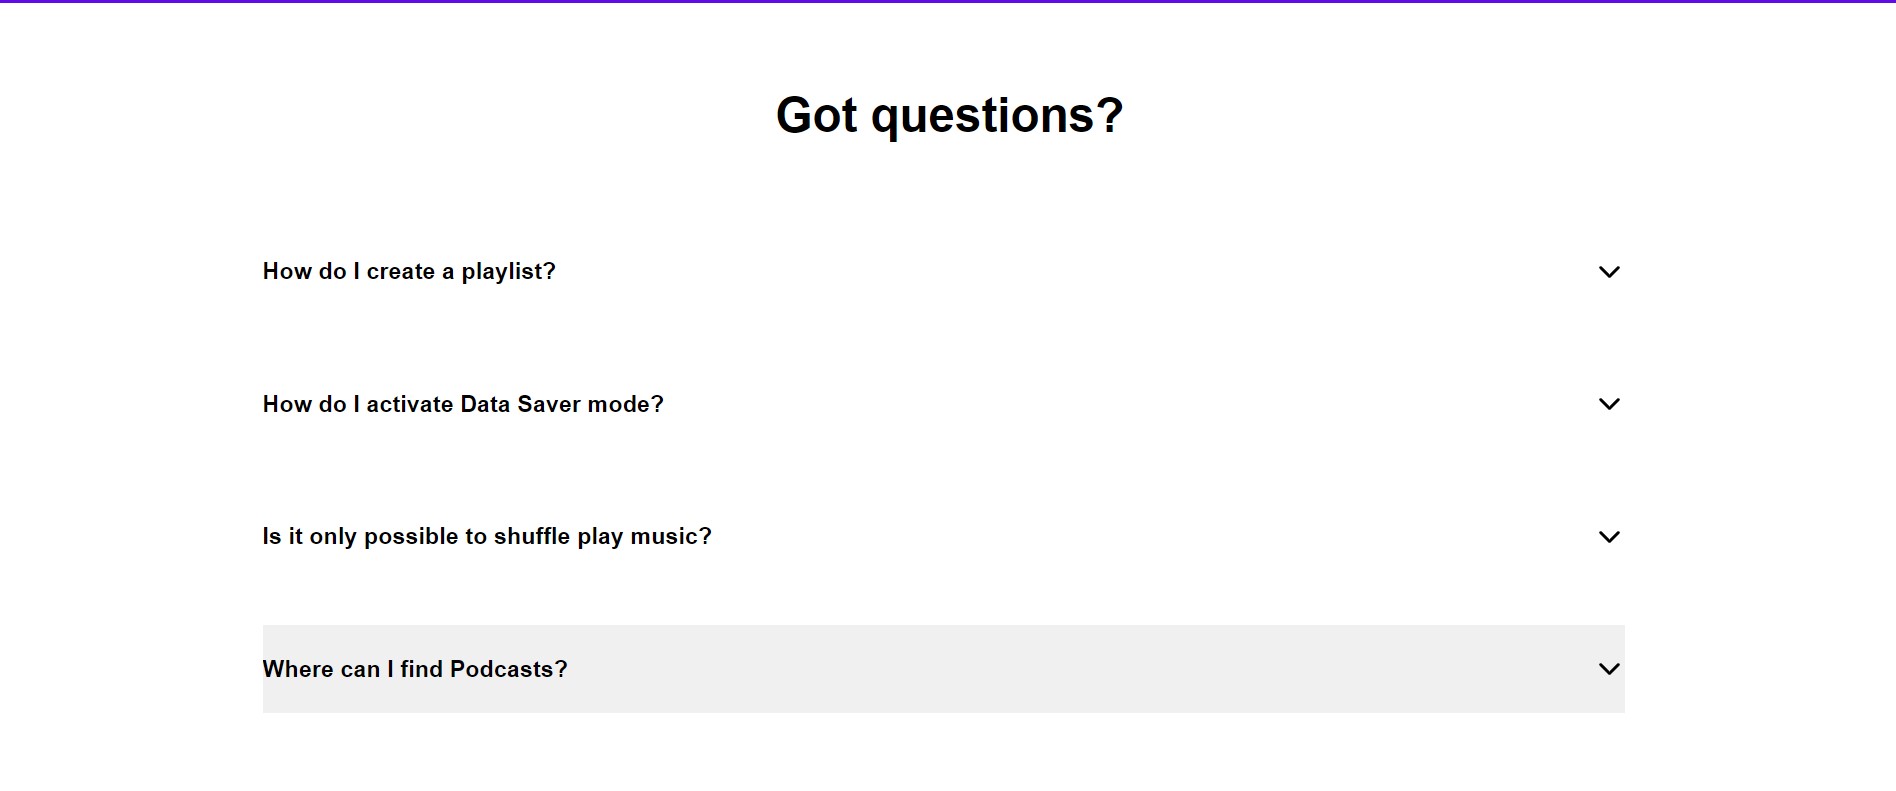 Got questions?
How do I create a playlist?
How do I activate Data Saver mode?
Is it only possible to shuffle play music?
Where can I find Podcasts?